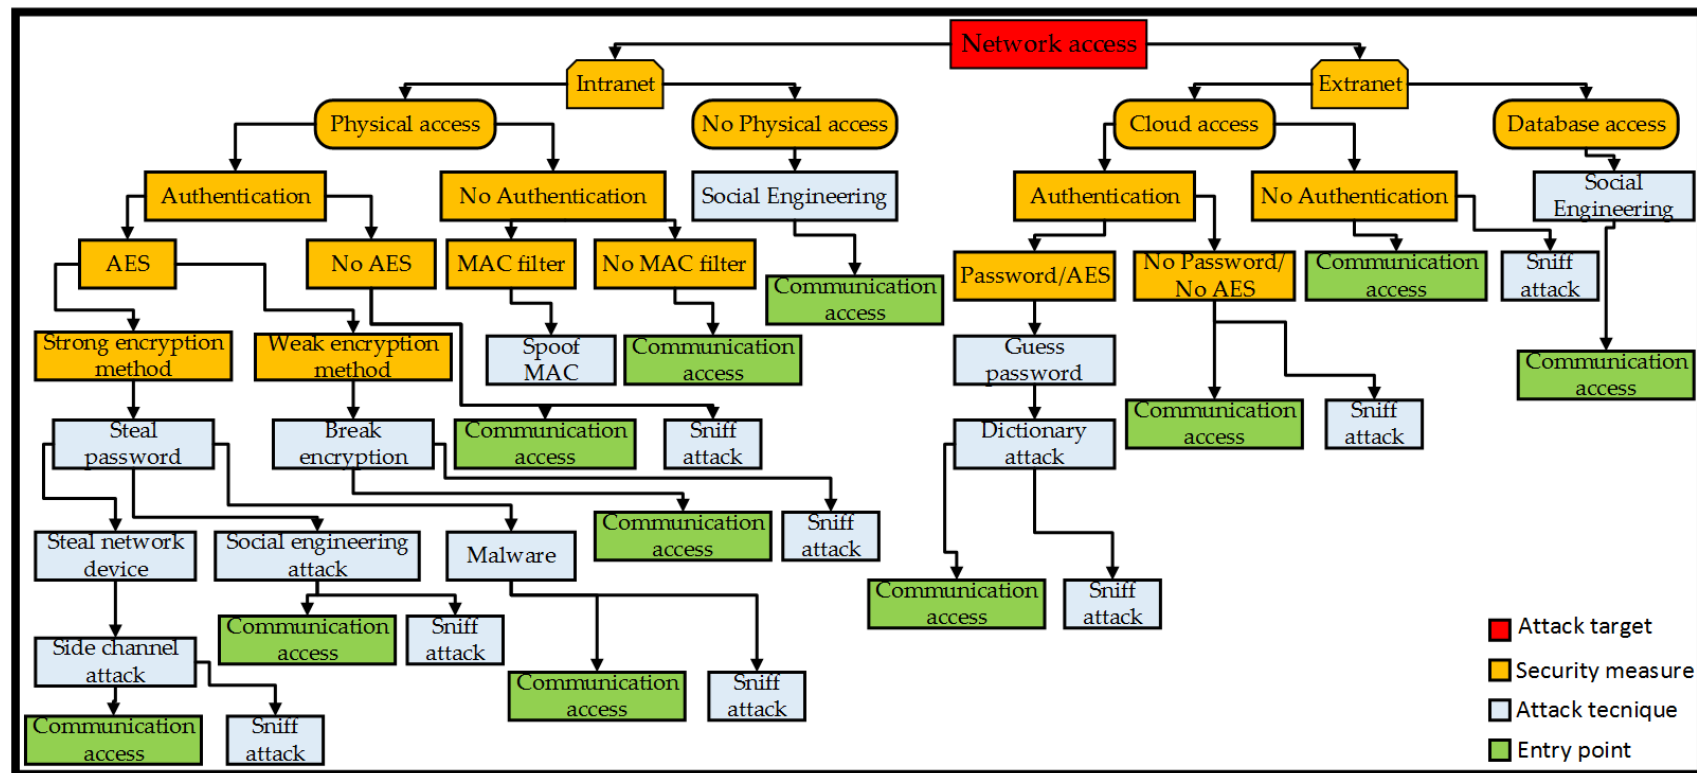 Network access
Intranet
Extranet
Physical access
No Physical access
Cloud access
Database access
Authentication
No Authentication
Social Engineering
Authentication
No Authentication
Social
Engineering
AES
No AES
MAC filter
No MAC filter
Communication
access
Password/AES
No Password/
No AES
Communication
access
Sniff
attack
Strong encryption
method
Weak encryption
method
Spoof
MAC
Communication
access
Guess
password
Communication
access
Steal
password
Break
encryption
Communication
access
Sniff
attack
Dictionary
attack
Communication
access
Sniff
attack
Steal network
device
Social engineering
attack
Malware
Communication
access
Sniff
attack
Communication
access
Sniff
attack
Side channel
attack
Communication
access
Sniff
attack
Communication
access
Sniff
attack
Communication
access
Sniff
attack
Attack target
Security measure
Attack tecnique
Entry point